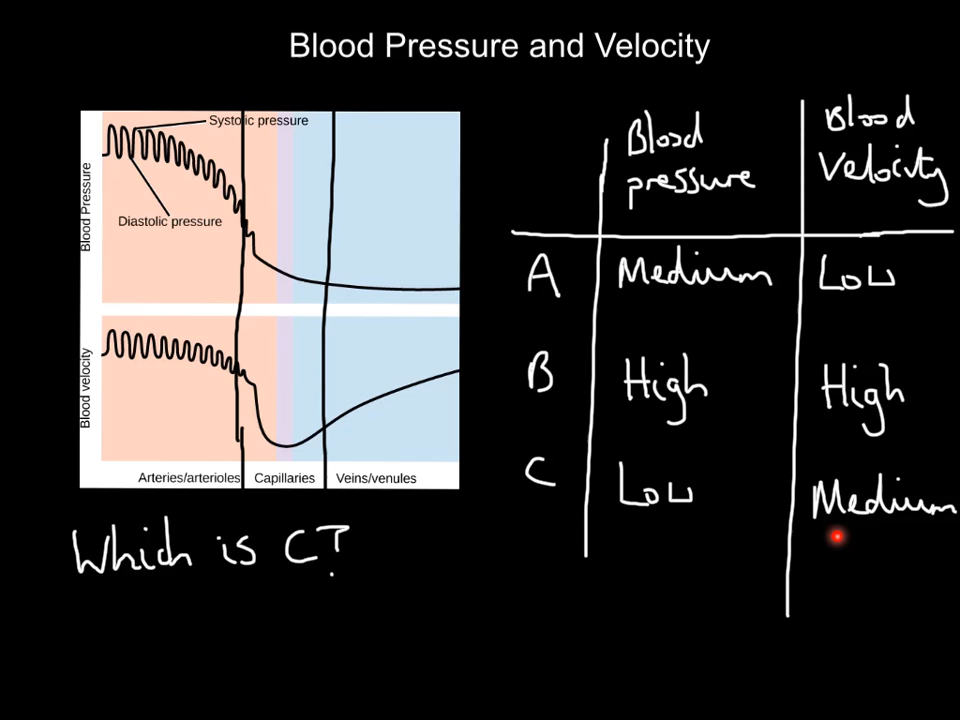 Blood Pressure and Velocity
Systolic pressure
Diastolic pressure
Blood Pressure
Blood velocity
Arteries/arterioles Capillaries Veins/venules
Blood pressure
Blood Velocity
A Medium Low
B High High
C Low Medium
Which is C?